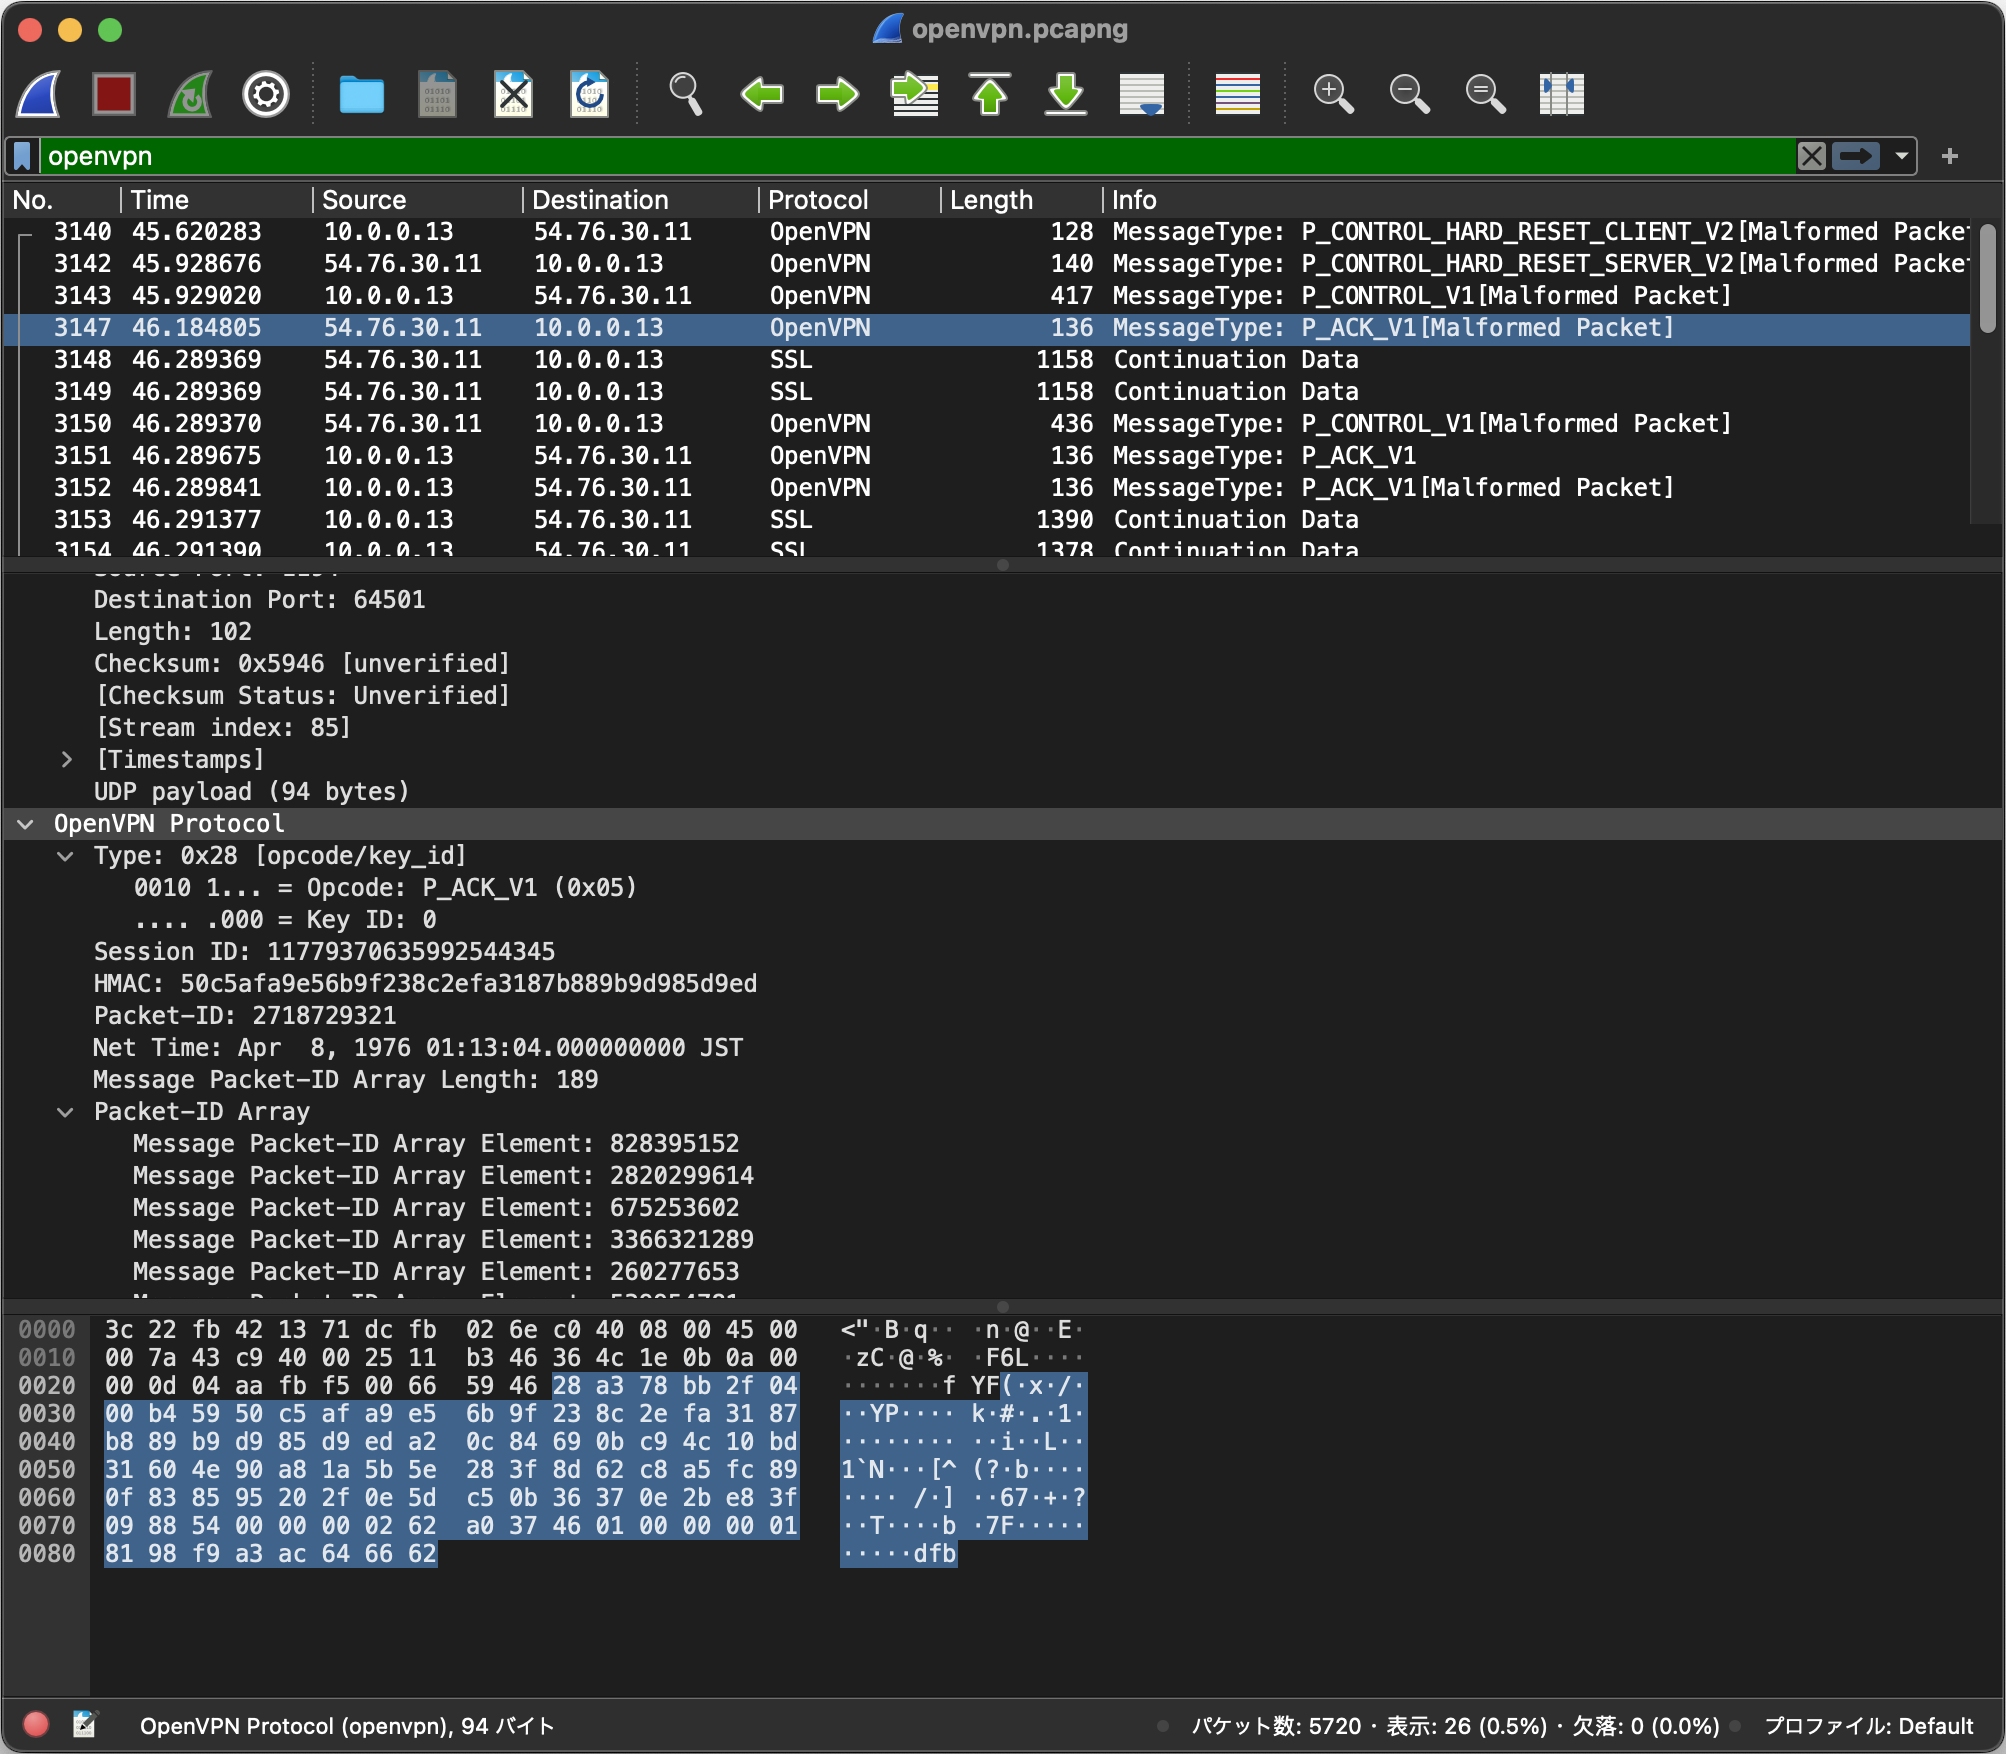 openvpn.pcapng
openvpn
No. Time Source Destination Protocol Length Info
3140 45.620283 10.0.0.13 54.76.30.11 OpenVPN 128 MessageType: P_CONTROL_HARD_RESET_CLIENT_V2[Malformed Packet
3142 45.928676 54.76.30.11 10.0.0.13 OpenVPN 140 MessageType: P_CONTROL_HARD_RESET_SERVER_V2[Malformed Packet
3143 45.929020 10.0.0.13 54.76.30.11 OpenVPN 417 MessageType: P_CONTROL_V1[Malformed Packet]
3147 46.184805 54.76.30.11 10.0.0.13 OpenVPN 136 MessageType: P_ACK_V1[Malformed Packet]
3148 46.289369 54.76.30.11 10.0.0.13 SSL 1158 Continuation Data
3149 46.289369 54.76.30.11 10.0.0.13 SSL 1158 Continuation Data
3150 46.289370 54.76.30.11 10.0.0.13 OpenVPN 436 MessageType: P_CONTROL_V1[Malformed Packet]
3151 46.289675 10.0.0.13 54.76.30.11 OpenVPN 136 MessageType: P_ACK_V1
3152 46.289841 10.0.0.13 54.76.30.11 OpenVPN 136 MessageType: P_ACK_V1[Malformed Packet]
3153 46.291377 10.0.0.13 54.76.30.11 SSL 1390 Continuation Data
3154 46.291390 10.0.0.13 54.76.30.11 SSL 1378 Continuation Data
Destination Port: 64501
Length: 102
Checksum: 0x5946 [unverified]
[Checksum Status: Unverified]
[Stream index: 85]
[Timestamps]
UDP payload (94 bytes)
OpenVPN Protocol
Type: 0x28 [opcode/key_id]
0010 1... = Opcode: P_ACK_V1 (0x05)
.... .000 = Key ID: 0
Session ID: 11779370635992544345
HMAC: 50c5afa9e56b9f238c2efa3187b889b9d985d9ed
Packet-ID: 2718729321
Net Time: Apr  8, 1976 01:13:04.000000000 JST
Message Packet-ID Array Length: 189
Packet-ID Array
Message Packet-ID Array Element: 828395152
Message Packet-ID Array Element: 2820299614
Message Packet-ID Array Element: 675253602
Message Packet-ID Array Element: 3366321289
Message Packet-ID Array Element: 260277653
0000 3c 22 fb 42 13 71 dc fb 02 6e c0 40 08 00 45 00 <"·B·q·· ·n·@··E·
0010 00 7a 43 c9 40 00 25 11 b3 46 36 4c 1e 0b 0a 00 ·zC·@·%· ·F6L····
0020 00 0d 04 aa fb f5 00 66 59 46 28 a3 78 bb 2f 04 ·······f YF(·x·/·
0030 00 b4 59 50 c5 af a9 e5 6b 9f 23 8c 2e fa 31 87 ··YP···· k·#·.·1·
0040 b8 89 b9 d9 85 d9 ed a2 0c 84 69 0b c9 4c 10 bd ········ ··i··L··
0050 31 60 4e 90 a8 1a 5b 5e 28 3f 8d 62 c8 a5 fc 89 1`N···[^ (?·b····
0060 0f 83 85 95 20 2f 0e 5d c5 0b 36 37 0e 2b e8 3f ···· /·] ··67·+·?
0070 09 88 54 00 00 00 02 62 a0 37 46 01 00 00 00 01 ··T····b ·7F·····
0080 81 98 f9 a3 ac 64 66 62 ·····dfb
OpenVPN Protocol (openvpn), 94 バイト パケット数: 5720 · 表示: 26 (0.5%) · 欠落: 0 (0.0%) プロファイル: Default